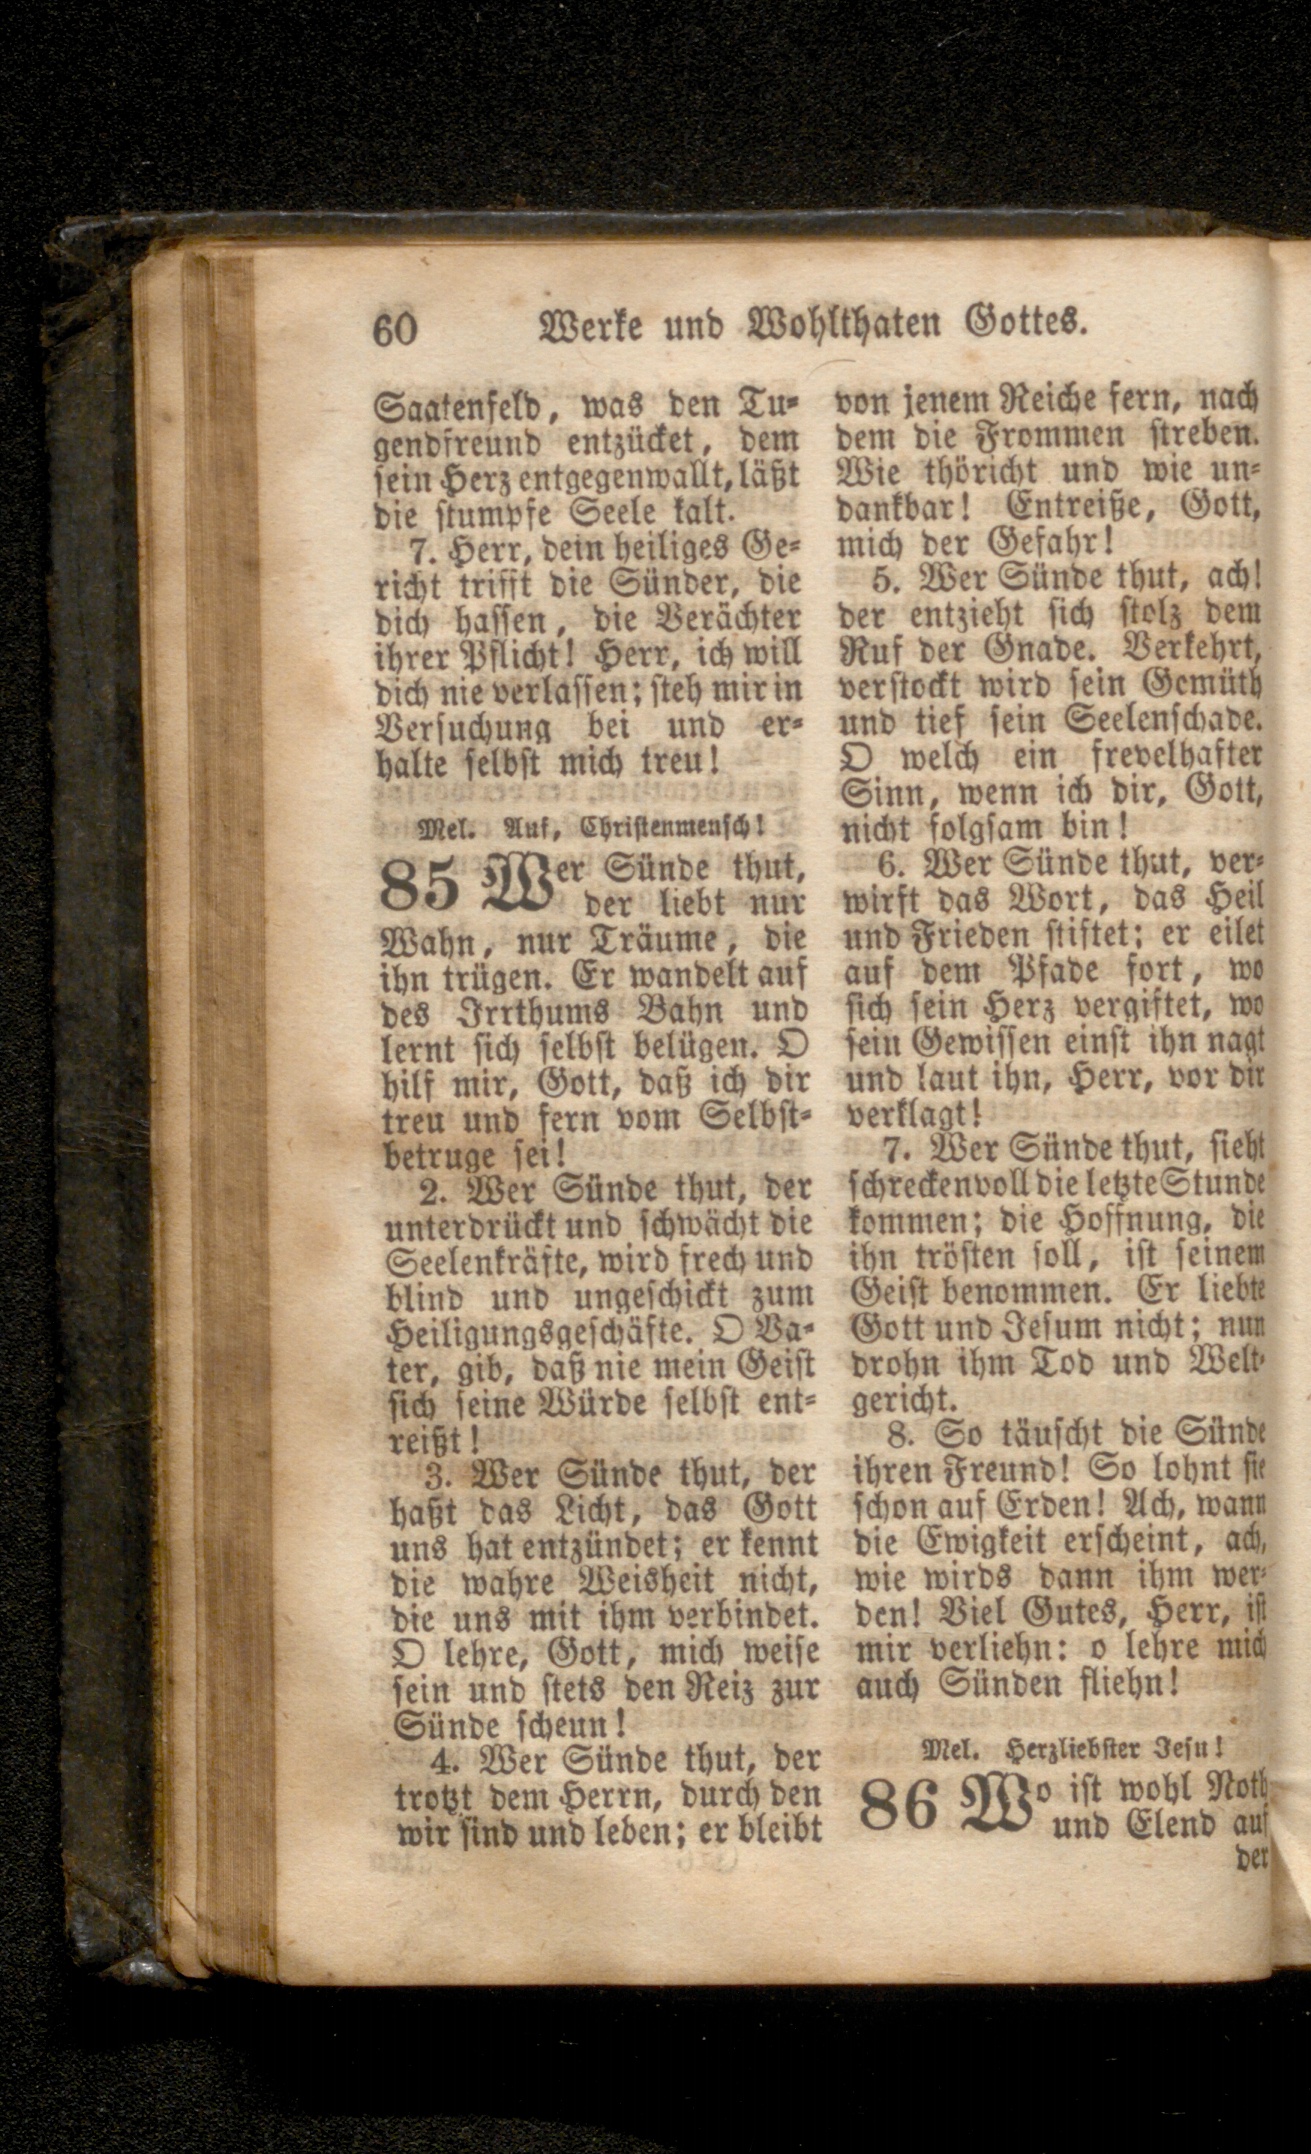 60 Werke und Wohlthaten Gottes.
Saatenfeld, was den Tu-
gendfreund entzücket, dem
sein Herz entgegenwallt, läßt
die stumpfe Seele kalt.
7. Herr, dein heiliges Ge-
richt trifft die Sünder, die
dich hassen, die Verächter
ihrer Pflicht! Herr, ich will
dich nie verlassen; steh mir in
Versuchung bei und er-
halte selbst mich treu!
Mel. Auf, Christenmensch!
85 Wer Sünde thut,
der liebt nur
Wahn, nur Träume, die
ihn trügen. Er wandelt auf
des Irrthums Bahn und
lernt sich selbst belügen. O
hilf mir, Gott, daß ich dir
treu und fern vom Selbst-
betruge sei!
2. Wer Sünde thut, der
unterdrückt und schwächt die
Seelenkräfte, wird frech und
blind und ungeschickt zum
Heiligungsgeschäfte. O Va-
ter, gib, daß nie mein Geist
sich seine Würde selbst ent-
reißt!
3. Wer Sünde thut, der
haßt das Licht, das Gott
uns hat entzündet; er kennt
die wahre Weisheit nicht,
die uns mit ihm verbindet.
O lehre, Gott, mich weise
sein und stets den Reiz zur
Sünde scheun!
4. Wer Sünde thut, der
trotzt dem Herrn, durch den
wir sind und leben; er bleibt
von jenem Reiche fern, nach
dem die Frommen streben.
Wie thöricht und wie un-
dankbar! Entreiße, Gott,
mich der Gefahr!
5. Wer Sünde thut, ach!
der entzieht sich stolz dem
Ruf der Gnade. Verkehrt,
verstockt wird sein Gemüth
und tief sein Seelenschade.
O welch ein frevelhafter
Sinn, wenn ich dir, Gott,
nicht folgsam bin!
6. Wer Sünde thut, ver-
wirft das Wort, das Heil
und Frieden stiftet; er eilet
auf dem Pfade fort, wo
sich sein Herz vergiftet, wo
sein Gewissen einst ihn nagt
und laut ihn, Herr, vor dir
verklagt!
7. Wer Sünde thut, sieht
schreckenvoll die letzte Stunde
kommen; die Hoffnung, die
ihn trösten soll, ist seinem
Geist benommen. Er liebte
Gott und Jesum nicht; nun
drohn ihm Tod und Welt-
gericht.
8. So täuscht die Sünde
ihren Freund! So lohnt sie
schon auf Erden! Ach, wann
die Ewigkeit erscheint, ach,
wie wirds dann ihm wer-
den! Viel Gutes, Herr, ist
mir verliehn: o lehre mich
auch Sünden fliehn!
Mel. Herzliebster Jesu!
86 Wo ist wohl Noth
und Elend auf
der